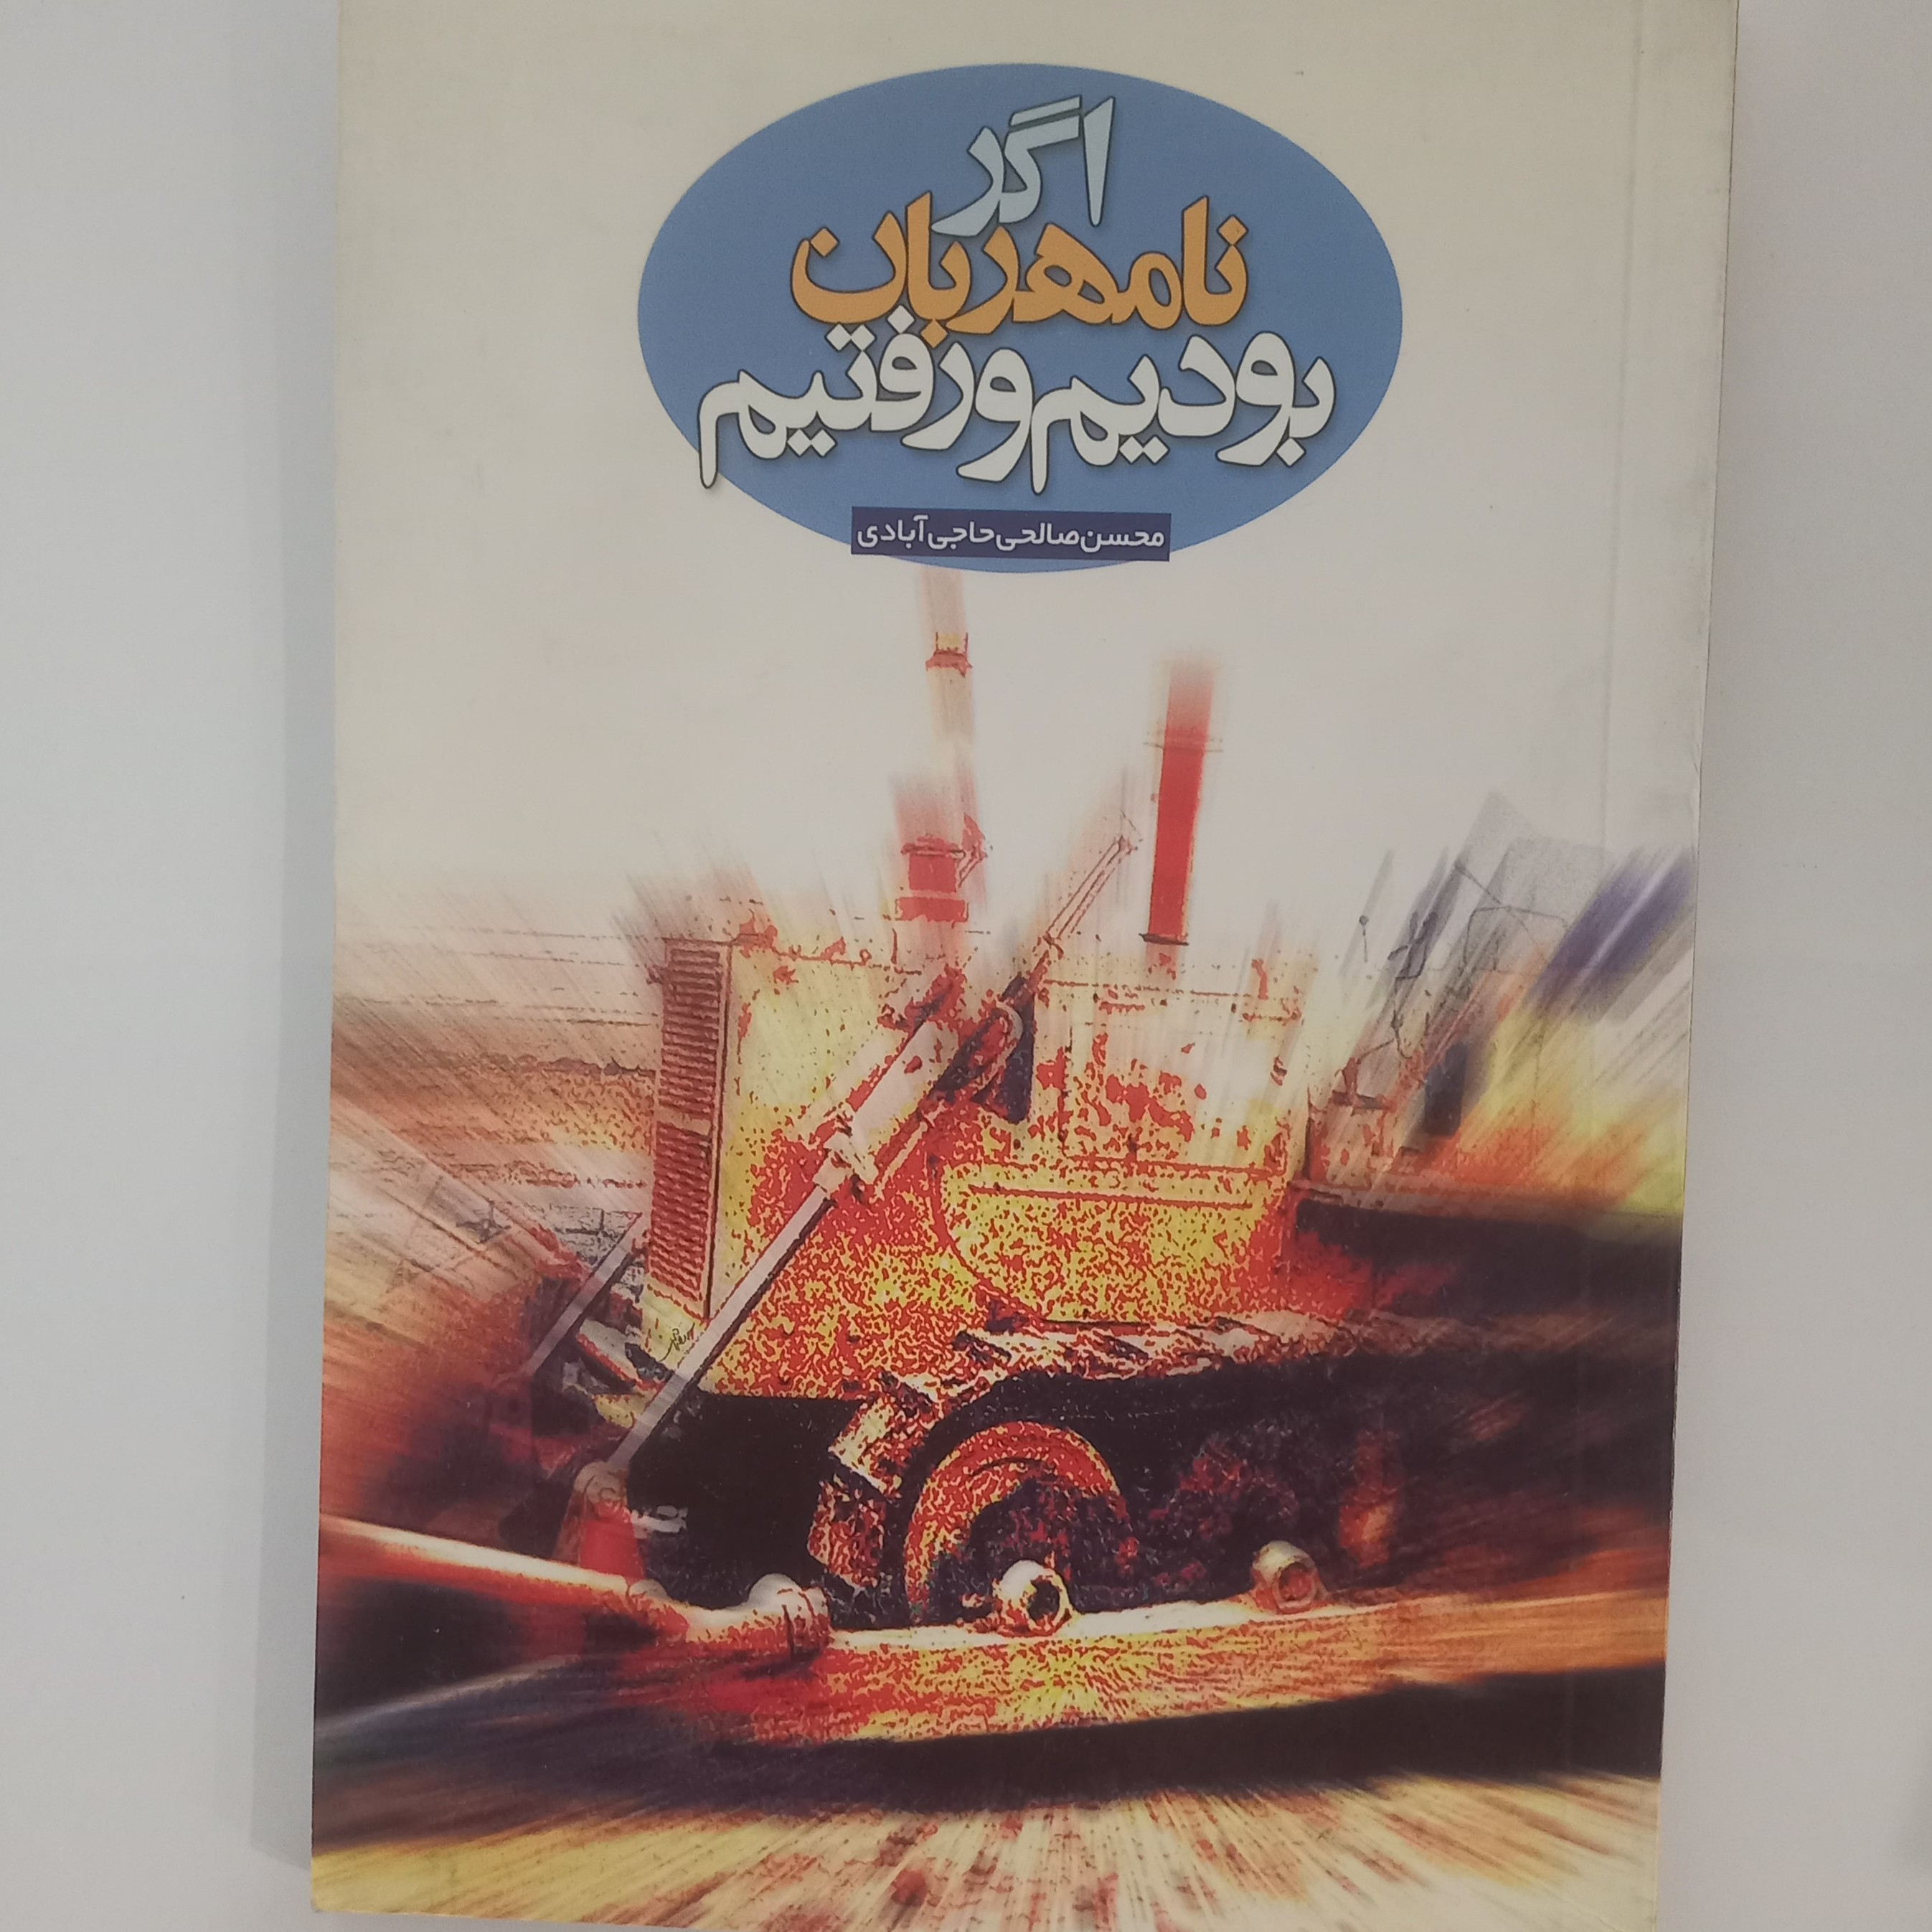 اگر
نامهربان
بودیم و رفتیم
محسن صالحی حاجی آبادی